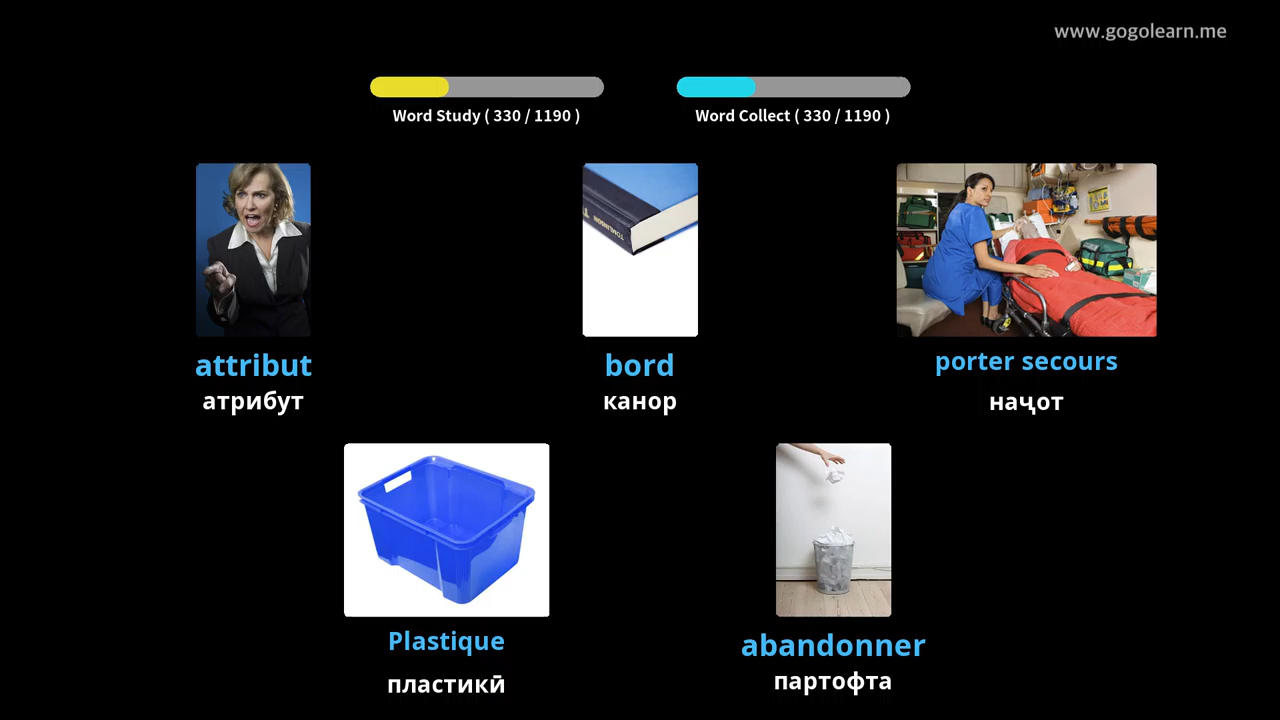 www.gogolearn.me
Word Study ( 330 / 1190 )
Word Collect ( 330 / 1190 )
TOMLINSON
attribut
атрибут
bord
канор
porter secours
наҷот
Plastique
пластикӣ
abandonner
партофта